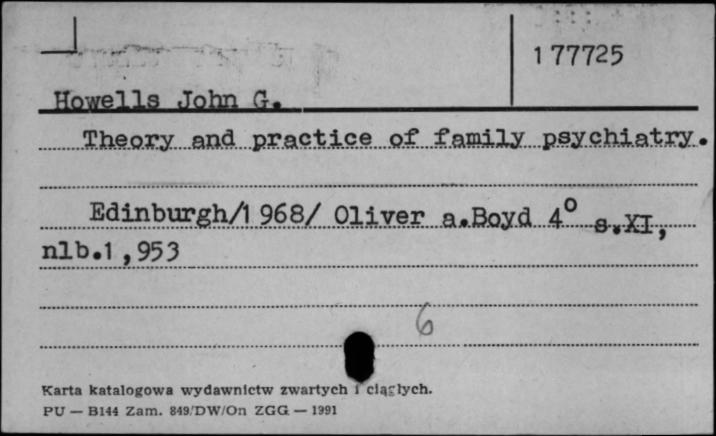 177725
Howells John G.
Theory and practice of family psychiatry.
Edinburgh/1968/ Oliver a.Boyd 4° s.XI,
nlb.1,953
6
Karta katalogowa wydawnictw zwartych i ciągłych.
PU — B144 Zam. 849/DW/On ZGG — 1991